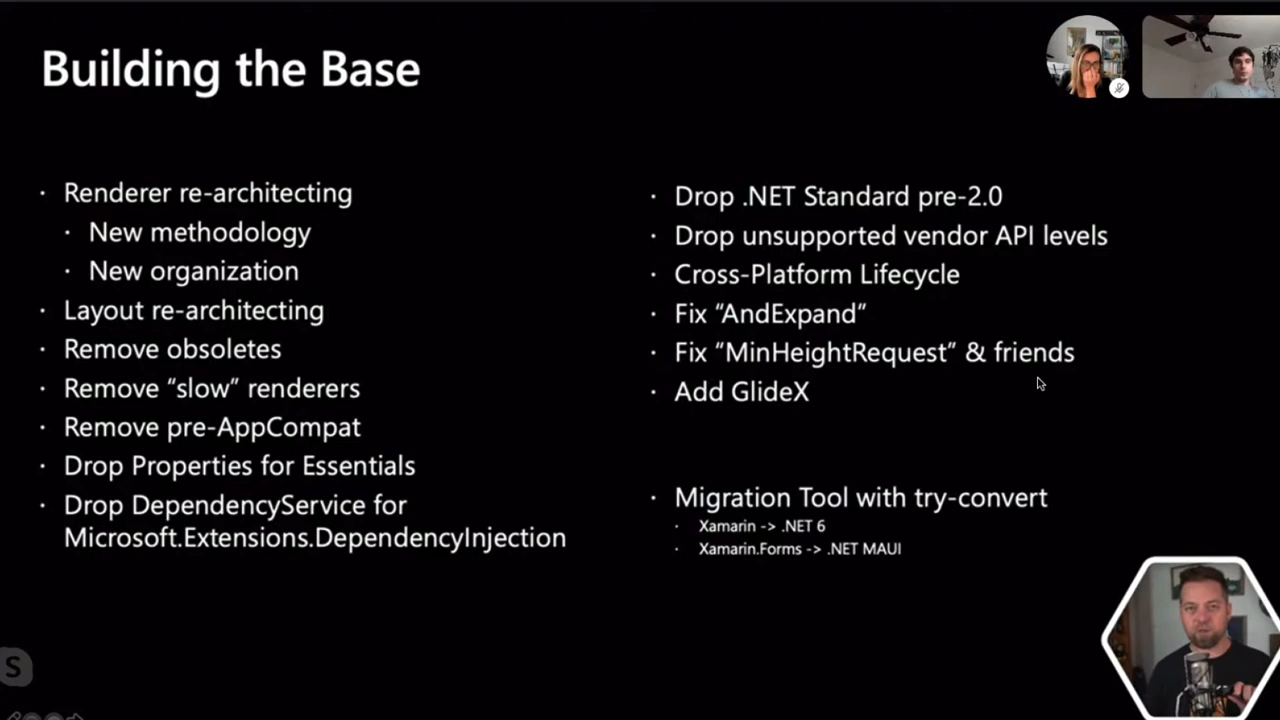 Building the Base
· Renderer re-architecting
· New methodology
· New organization
· Layout re-architecting
· Remove obsoletes
· Remove “slow” renderers
· Remove pre-AppCompat
· Drop Properties for Essentials
· Drop DependencyService for
Microsoft.Extensions.DependencyInjection
· Drop .NET Standard pre-2.0
· Drop unsupported vendor API levels
· Cross-Platform Lifecycle
· Fix “AndExpand”
· Fix “MinHeightRequest” & friends
· Add GlideX
· Migration Tool with try-convert
· Xamarin -> .NET 6
· Xamarin.Forms -> .NET MAUI
S